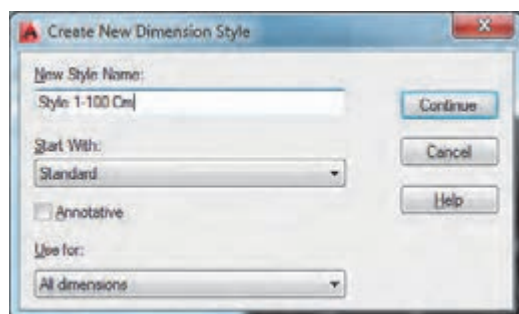 Create New Dimension Style
New Style Name:
Style 1-100 Cm
Continue
Start With:
Cancel
Standard
Help
Annotative
Use for:
All dimensions